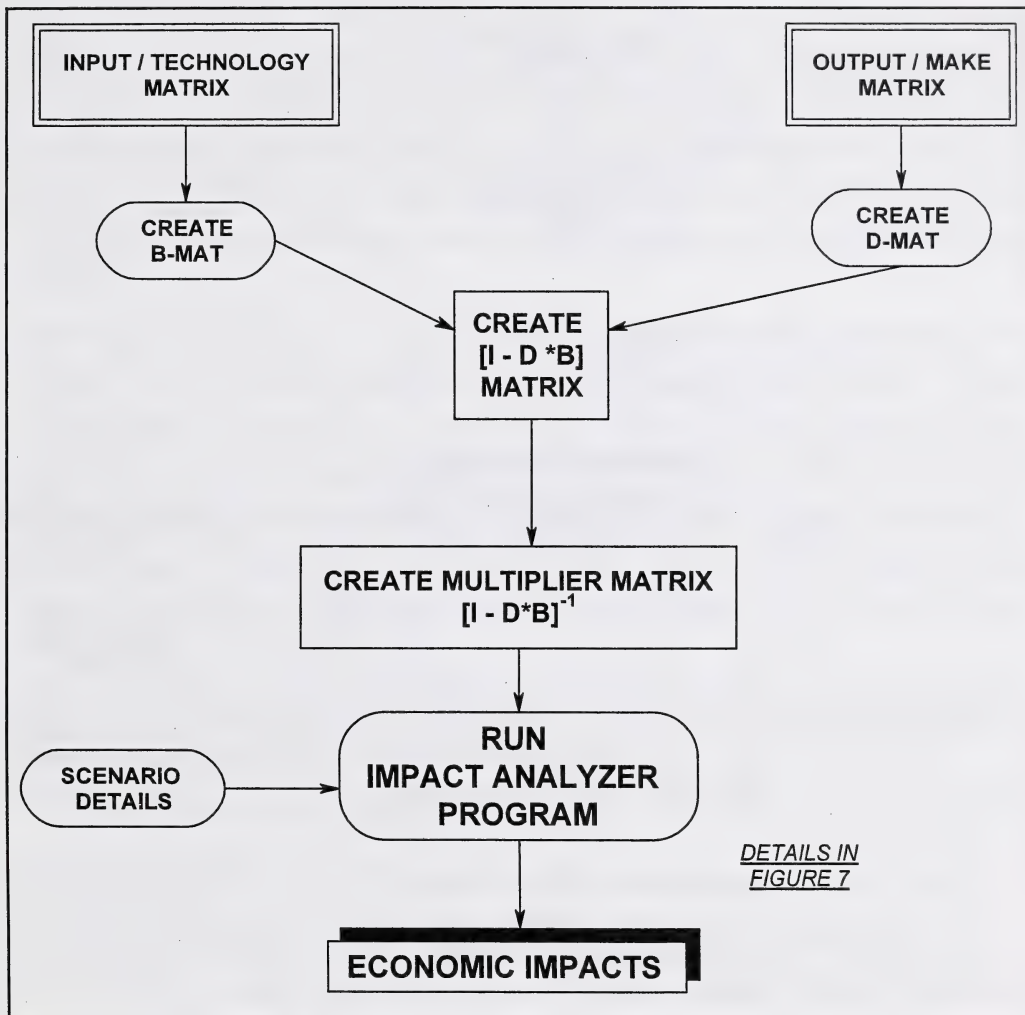 INPUT / TECHNOLOGY
MATRIX
OUTPUT / MAKE
MATRIX
CREATE
B-MAT
CREATE
D-MAT
CREATE
[I - D *B]
MATRIX
CREATE MULTIPLIER MATRIX
[I - D*B]-1
RUN
IMPACT ANALYZER
PROGRAM
SCENARIO
DETAILS
DETAILS IN
FIGURE 7
ECONOMIC IMPACTS